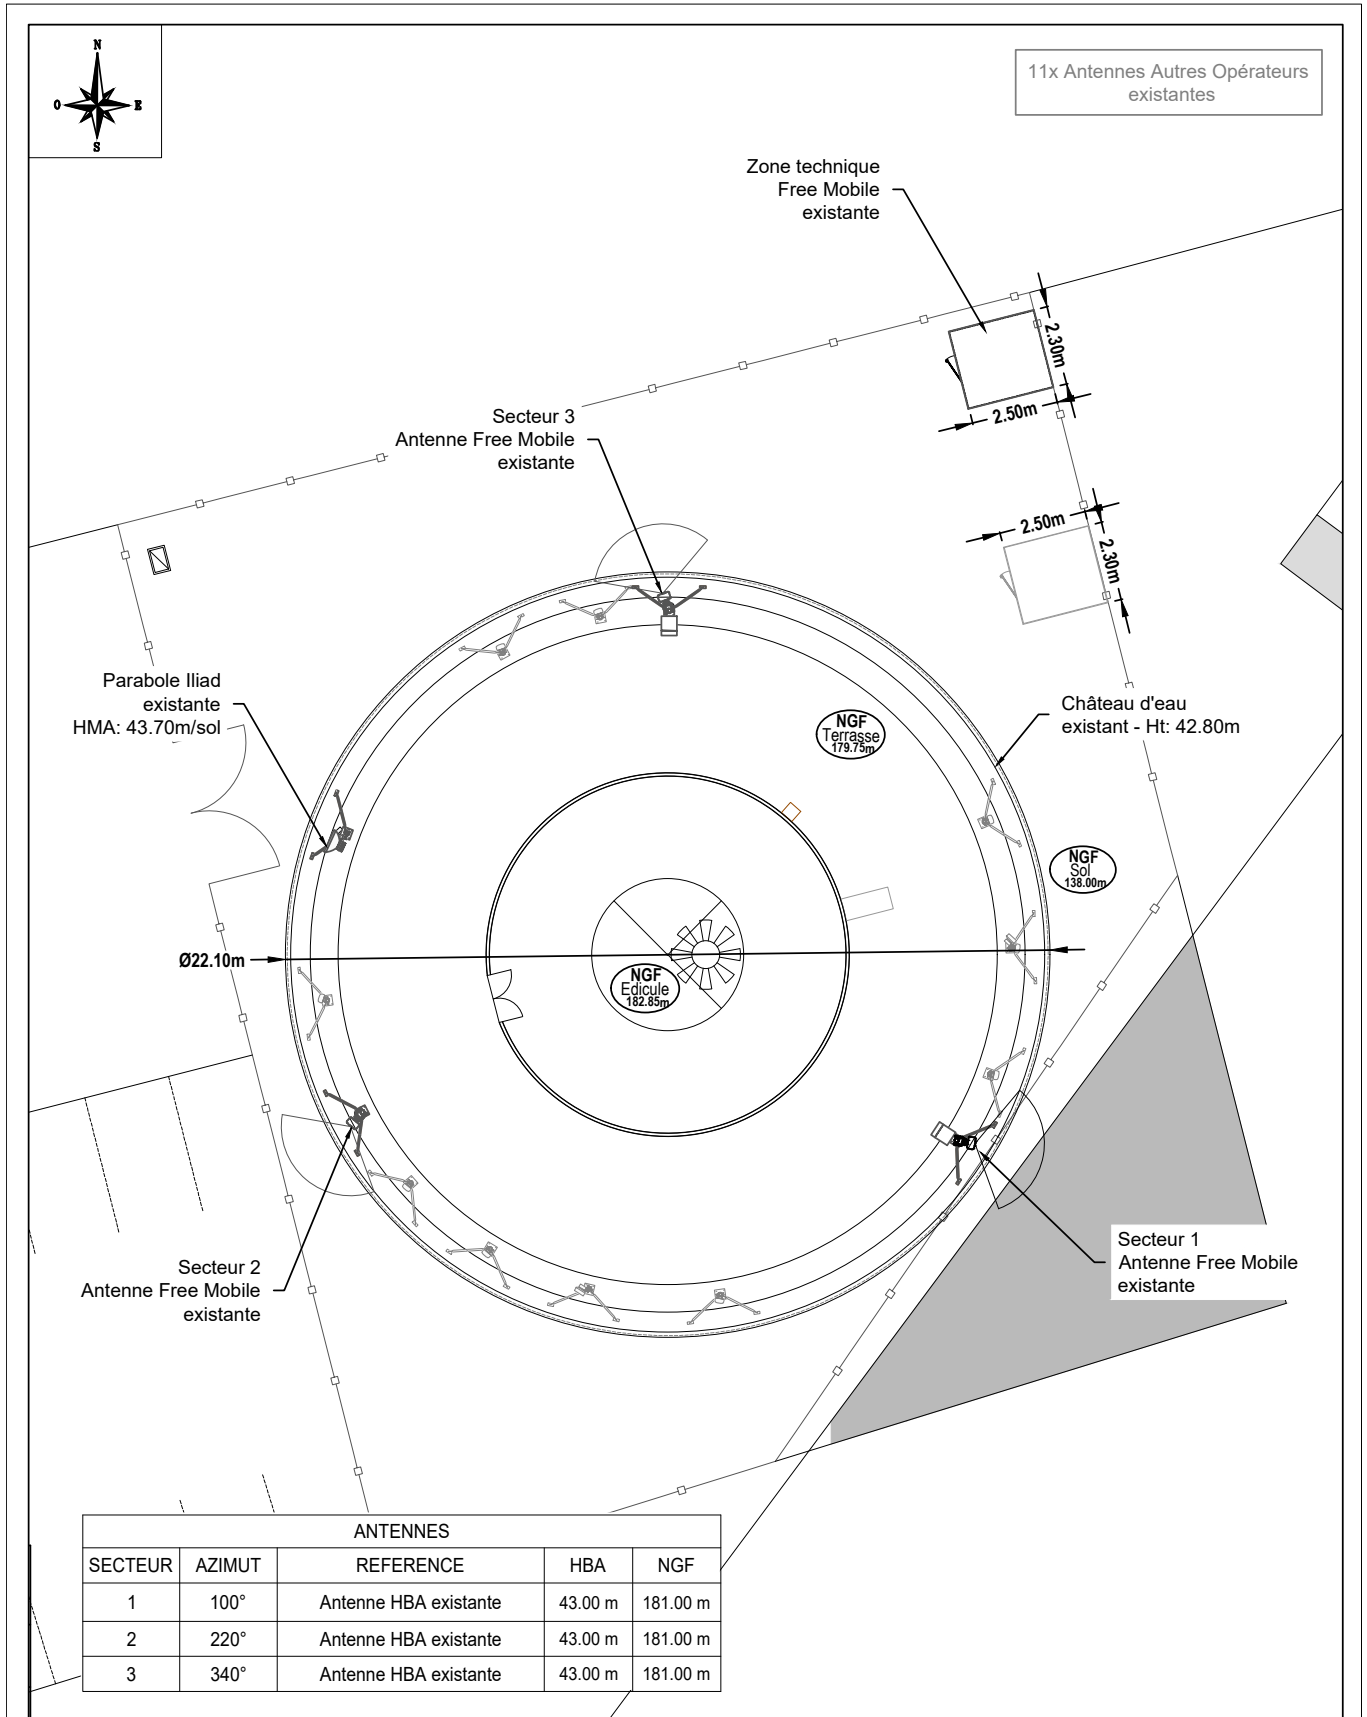 N
O
E
S
11x Antennes Autres Opérateurs
existantes
Zone technique
Free Mobile
existante
2.30m
2.50m
Secteur 3
Antenne Free Mobile
existante
2.50m
2.30m
Parabole Iliad
existante
HMA: 43.70m/sol
NGF
Terrasse
179.75m
Château d'eau
existant - Ht: 42.80m
NGF
Sol
138.00m
Ø22.10m
NGF
Edicule
182.85m
Secteur 2
Antenne Free Mobile
existante
Secteur 1
Antenne Free Mobile
existante
ANTENNES
SECTEUR AZIMUT REFERENCE HBA NGF
1 100° Antenne HBA existante 43.00 m 181.00 m
2 220° Antenne HBA existante 43.00 m 181.00 m
3 340° Antenne HBA existante 43.00 m 181.00 m